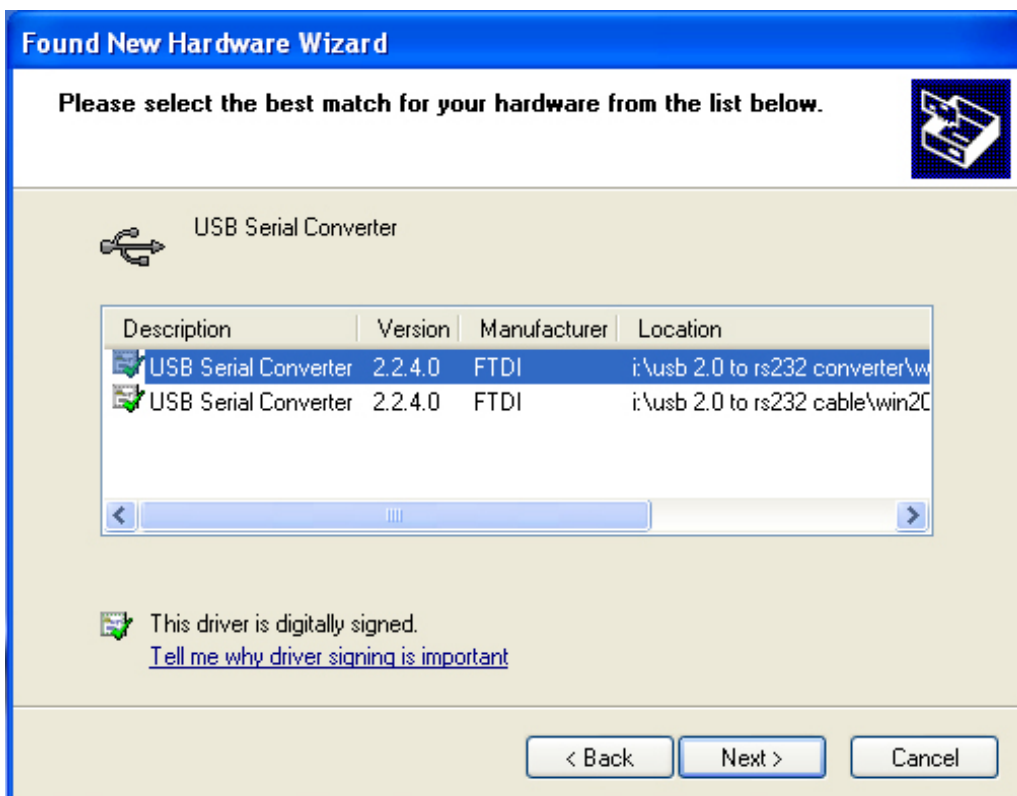 Found New Hardware Wizard
Please select the best match for your hardware from the list below.
USB Serial Converter
Description Version Manufacturer Location
USB Serial Converter 2.2.4.0 FTDI i:\usb 2.0 to rs232 converter\w
USB Serial Converter 2.2.4.0 FTDI i:\usb 2.0 to rs232 cable\win20
This driver is digitally signed.
Tell me why driver signing is important
< Back Next > Cancel